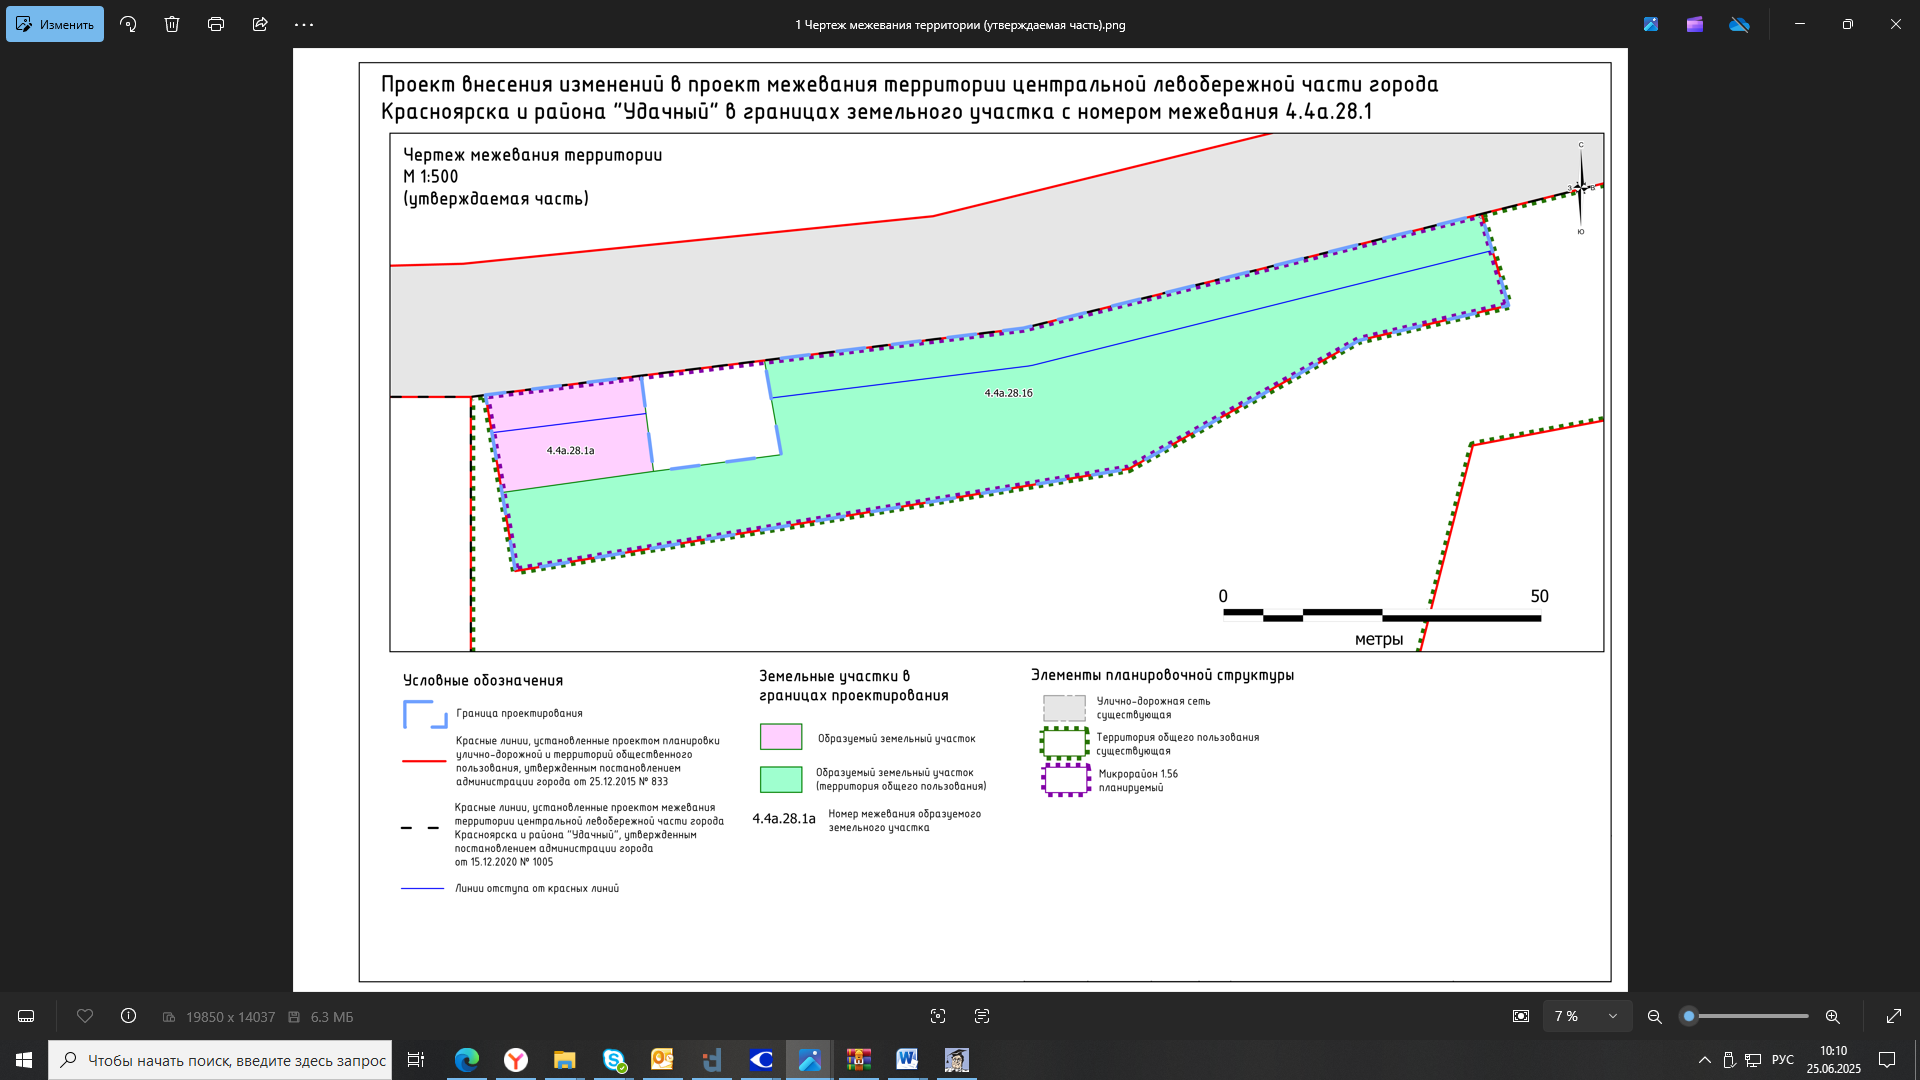 Изменить
1 Чертеж межевания территории (утверждаемая часть).png
Проект внесения изменений в проект межевания территории центральной левобережной части города
Красноярска и района "Удачный" в границах земельного участка с номером межевания 4.4а.28.1
Чертеж межевания территории
М 1:500
(утверждаемая часть)
С
З
В
Ю
4.4а.28.1б
4.4а.28.1а
0
50
метры
Условные обозначения
Граница проектирования
Красные линии, установленные проектом планировки
улично-дорожной и территорий общественного
пользования, утвержденным постановлением
администрации города от 25.12.2015 № 833
Красные линии, установленные проектом межевания
территории центральной левобережной части города
Красноярска и района "Удачный", утвержденным
постановлением администрации города
от 15.12.2020 № 1005
Линии отступа от красных линий
Земельные участки в
границах проектирования
Образуемый земельный участок
Образуемый земельный участок
(территория общего пользования)
4.4а.28.1а
Номер межевания образуемого
земельного участка
Элементы планировочной структуры
Улично-дорожная сеть
существующая
Территория общего пользования
существующая
Микрорайон 1.56
планируемый
19850 x 14037
6.3 МБ
7 %
Чтобы начать поиск, введите здесь запрос
РУС
10:10
25.06.2025